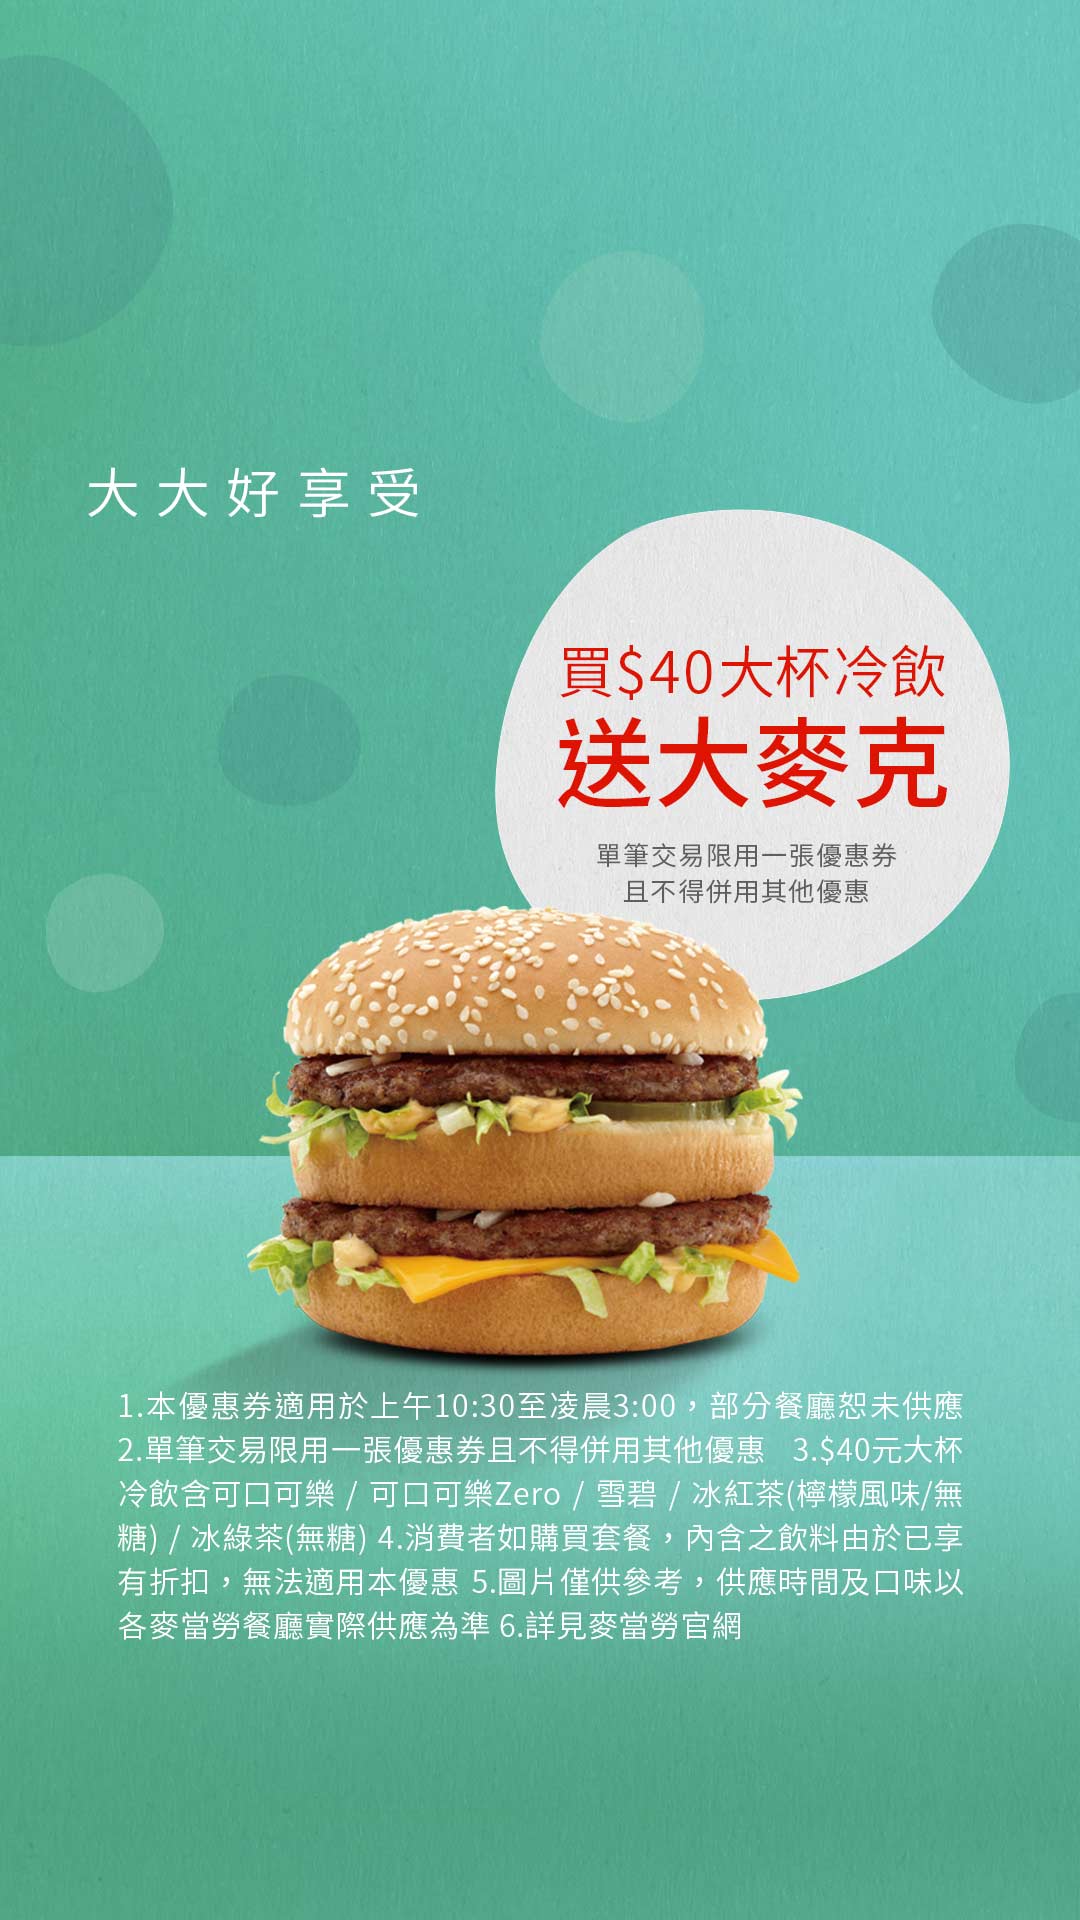 大大好享受
買$40大杯冷飲
送大麥克
單筆交易限用一張優惠券
且不得併用其他優惠
1.本優惠券適用於上午10:30至凌晨3:00，部分餐廳恕未供應
2.單筆交易限用一張優惠券且不得併用其他優惠 3.$40元大杯
冷飲含可口可樂 / 可口可樂Zero / 雪碧 / 冰紅茶(檸檬風味/無
糖) / 冰綠茶(無糖) 4.消費者如購買套餐，內含之飲料由於已享
有折扣，無法適用本優惠 5.圖片僅供參考，供應時間及口味以
各麥當勞餐廳實際供應為準 6.詳見麥當勞官網